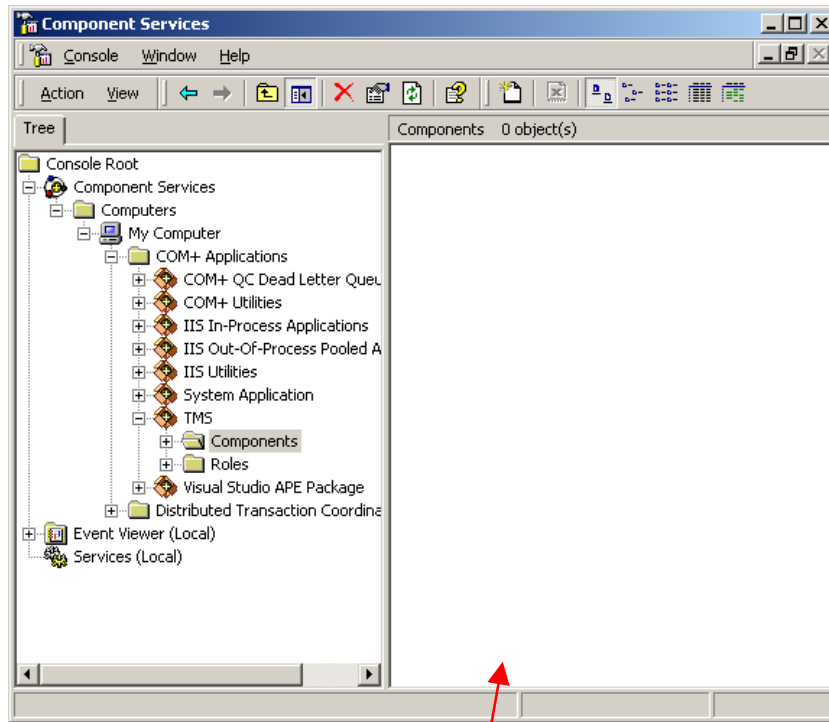 Component Services
Console Window Help
Action View
Tree
Components 0 object(s)
Console Root
Component Services
Computers
My Computer
COM+ Applications
COM+ QC Dead Letter Queu
COM+ Utilities
IIS In-Process Applications
IIS Out-Of-Process Pooled A
IIS Utilities
System Application
TMS
Components
Roles
Visual Studio APE Package
Distributed Transaction Coordina
Event Viewer (Local)
Services (Local)